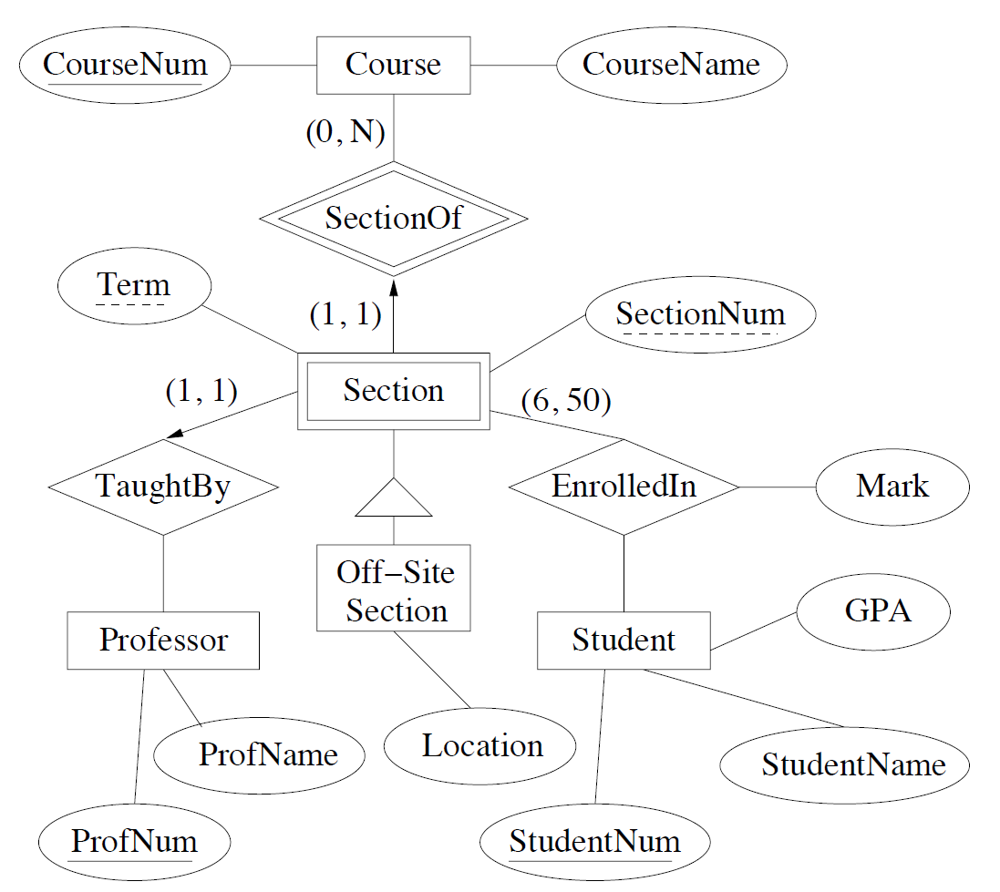 CourseNum
Course
CourseName
(0, N)
SectionOf
Term
(1, 1)
SectionNum
(1, 1)
Section
(6, 50)
TaughtBy
EnrolledIn
Mark
Off−Site
Section
Professor
Student
GPA
ProfName
Location
StudentName
ProfNum
StudentNum